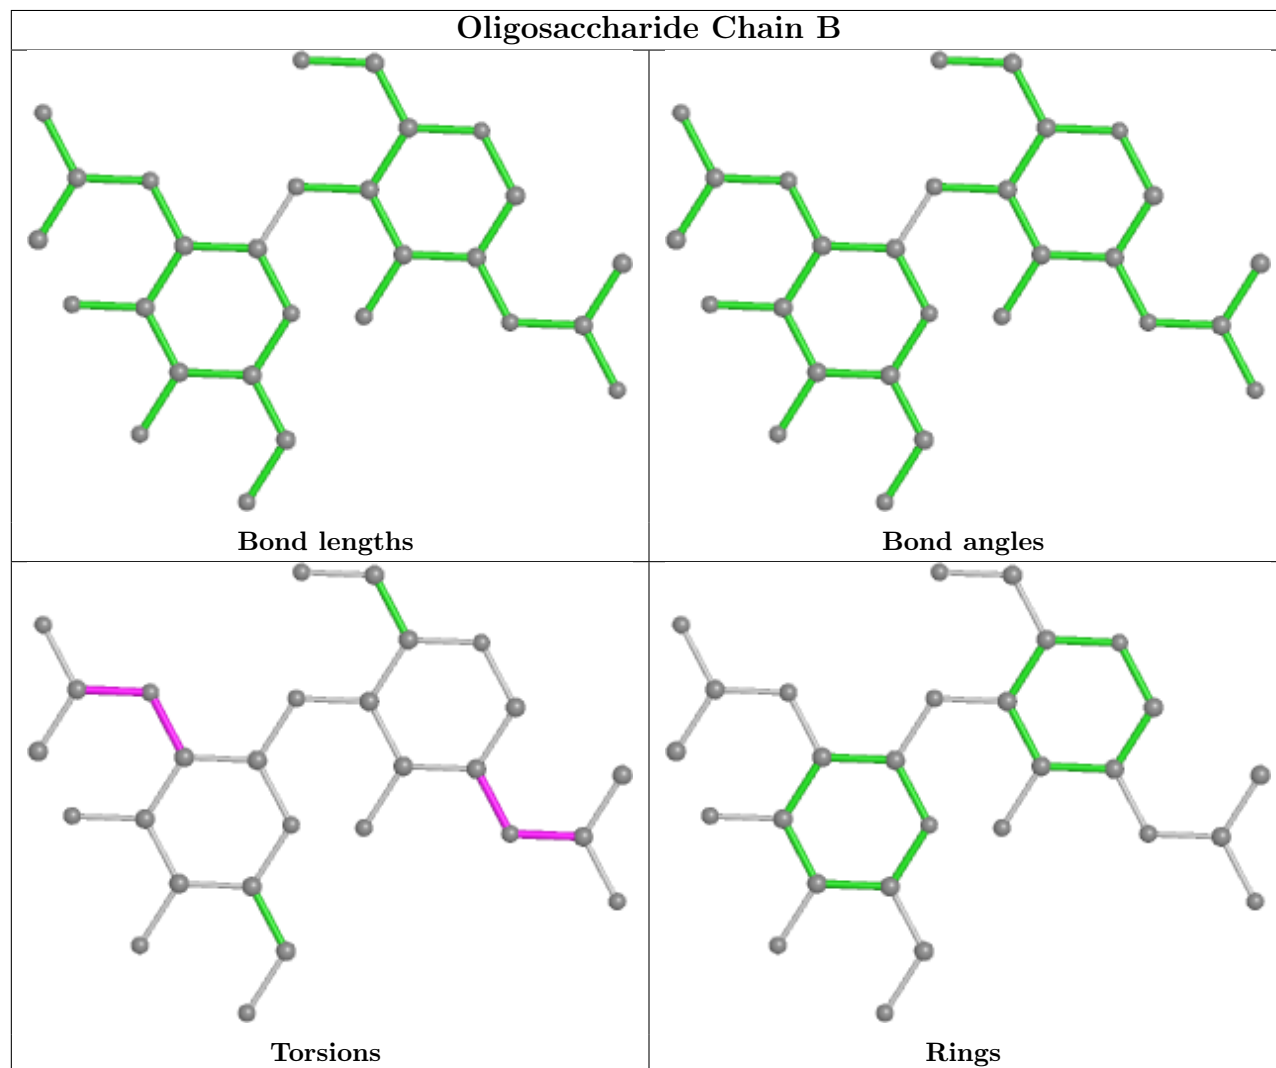 Oligosaccharide Chain B
Bond lengths
Bond angles
Torsions
Rings